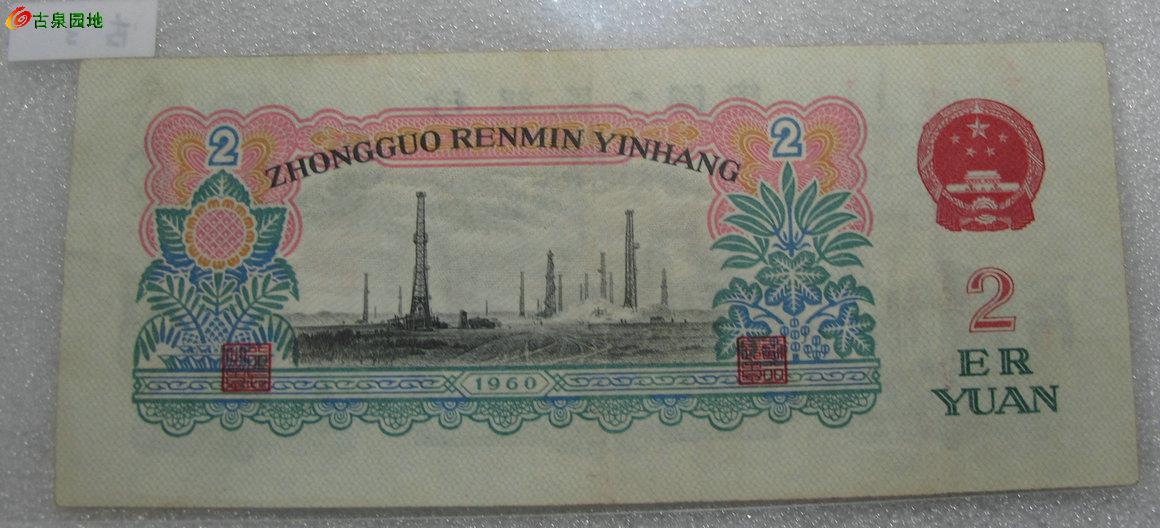 古泉园地
2
2
ZHONGGUO RENMIN YINHANG
2
ER
YUAN
1960